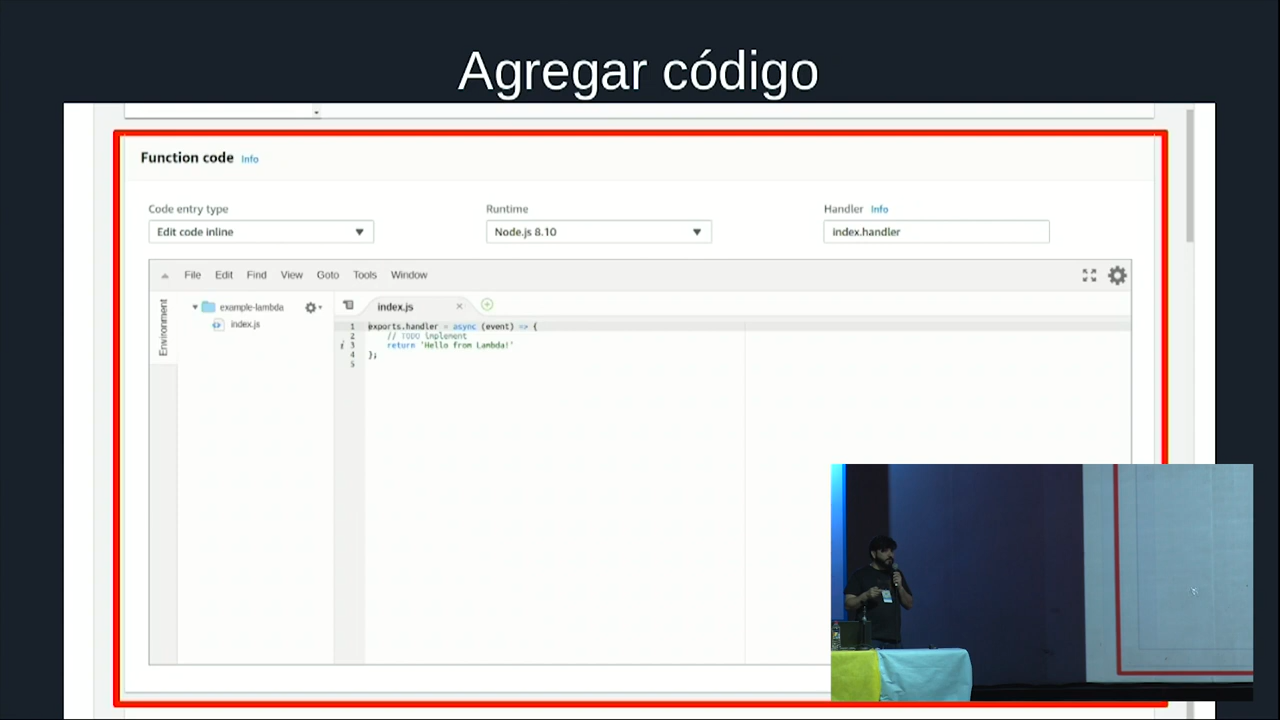 Agregar código
Function code Info
Code entry type Runtime Handler Info
Edit code inline Node.js 8.10 index.handler
File Edit Find View Goto Tools Window
Environment
example-lambda
index.js
index.js
1 exports.handler = async (event) => {
2 // TODO implement
i 3 return 'Hello from Lambda!'
4 };
5